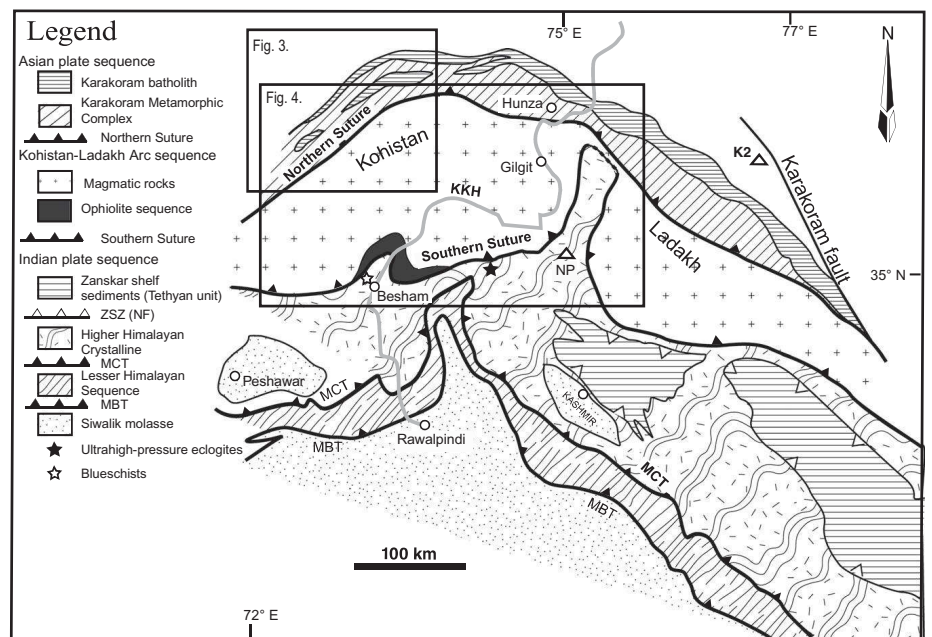 Legend
Asian plate sequence
Karakoram batholith
Karakoram Metamorphic
Complex
Northern Suture
Kohistan-Ladakh Arc sequence
Magmatic rocks
Ophiolite sequence
Southern Suture
Indian plate sequence
Zanskar shelf
sediments (Tethyan unit)
ZSZ (NF)
Higher Himalayan
Crystalline
MCT
Lesser Himalayan
Sequence
MBT
Siwalik molasse
Ultrahigh-pressure eclogites
Blueschists
75° E
77° E
N
Fig. 3.
Fig. 4.
Hunza
Northern Suture
Kohistan
Gilgit
K2
Karakoram fault
KKH
Southern Suture
Ladakh
NP
35° N
Besham
Peshawar
MCT
KASHMIR
MBT
Rawalpindi
MCT
MBT
100 km
72° E